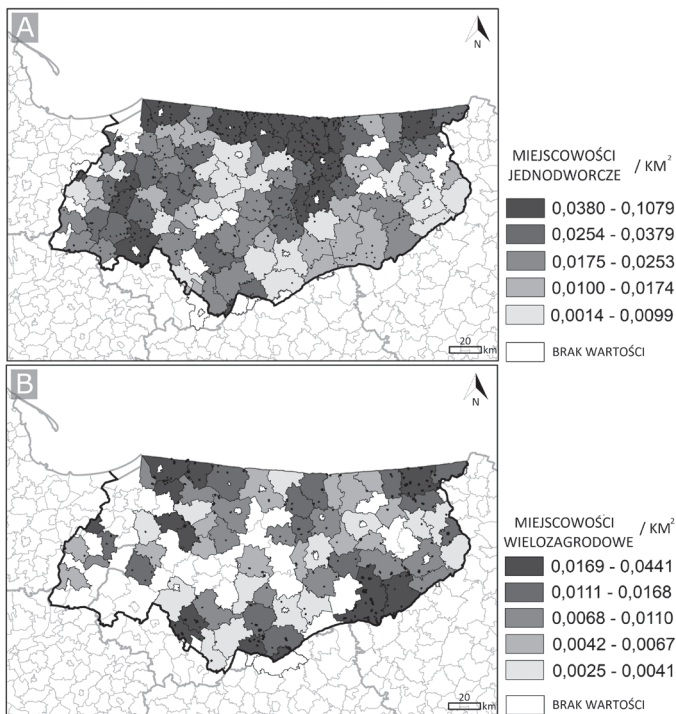 A
N
MIEJSCOWOŚCI
JEDNODWORCZE / KM²
0,0380 - 0,1079
0,0254 - 0,0379
0,0175 - 0,0253
0,0100 - 0,0174
0,0014 - 0,0099
BRAK WARTOŚCI
20
km
B
N
MIEJSCOWOŚCI
WIELOZAGRODOWE / KM²
0,0169 - 0,0441
0,0111 - 0,0168
0,0068 - 0,0110
0,0042 - 0,0067
0,0025 - 0,0041
BRAK WARTOŚCI
20
km